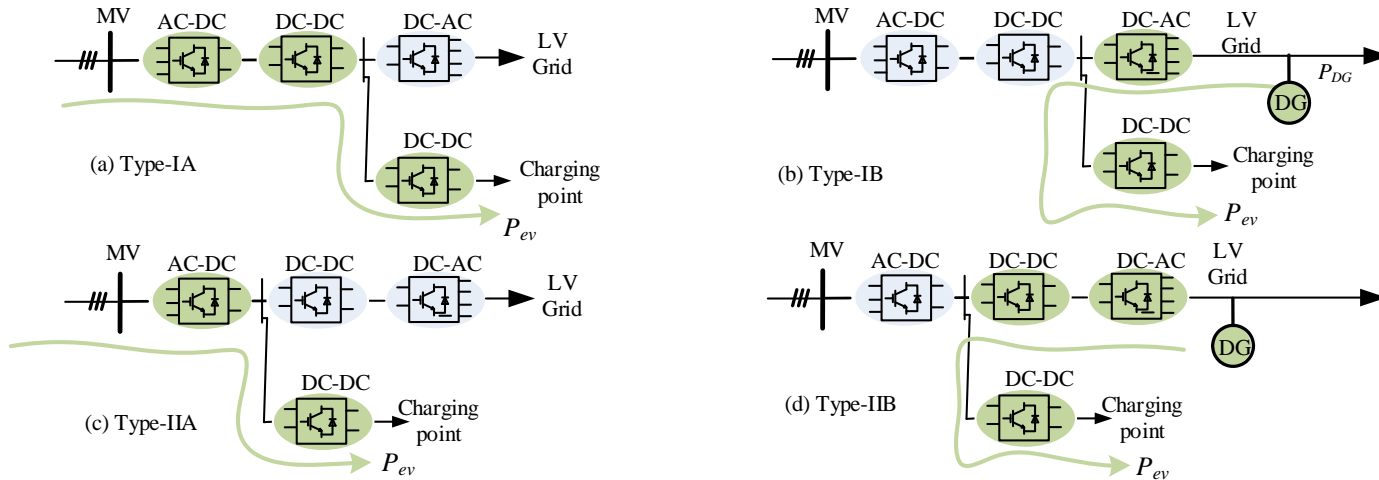 MV
AC-DC
DC-DC
DC-AC
LV
Grid
DC-DC
Charging
point
(a) Type-IA
P_ev
MV
AC-DC
DC-DC
DC-AC
LV
Grid
P_DG
DG
DC-DC
Charging
point
(b) Type-IB
P_ev
MV
AC-DC
DC-DC
DC-AC
LV
Grid
DC-DC
Charging
point
(c) Type-IIA
P_ev
MV
AC-DC
DC-DC
DC-AC
LV
Grid
DG
DC-DC
Charging
point
(d) Type-IIB
P_ev